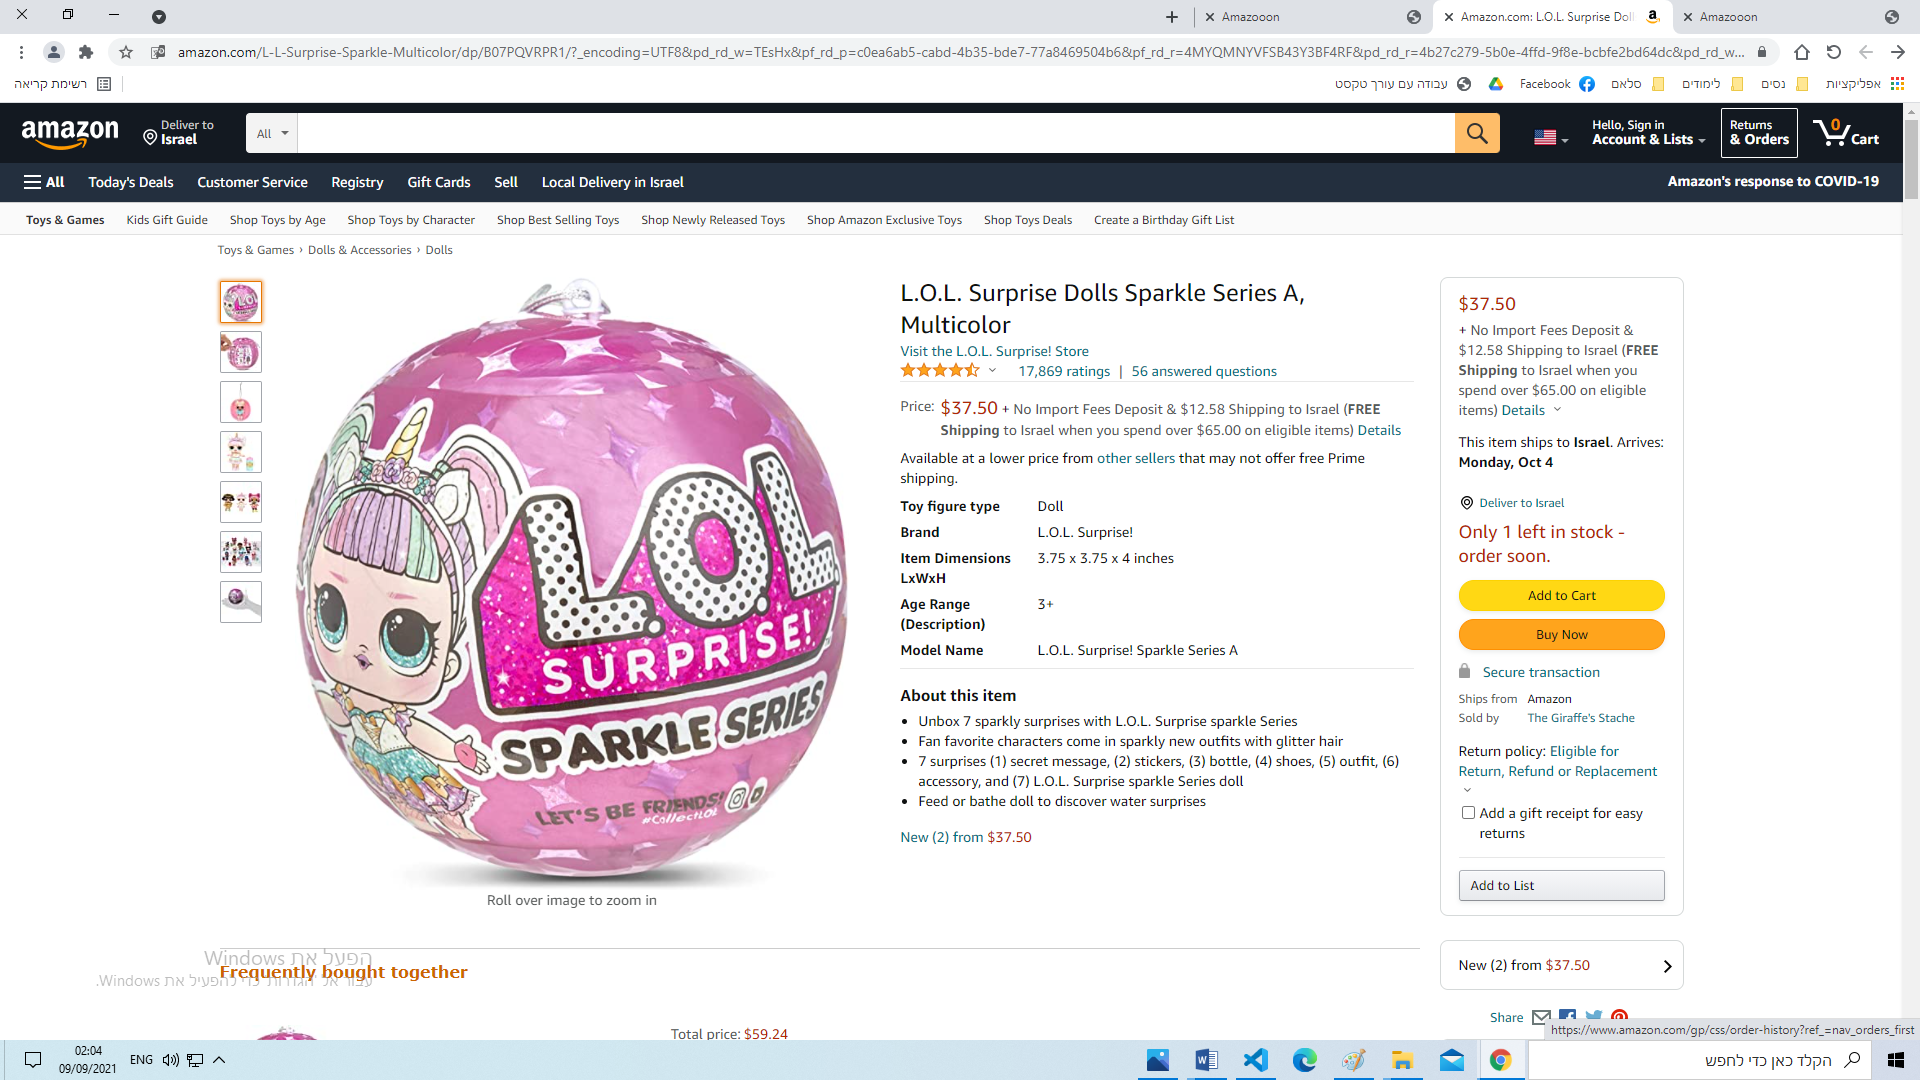 Amazooon
Amazon.com: L.O.L. Surprise Doll
Amazooon
amazon.com/L-L-Surprise-Sparkle-Multicolor/dp/B07PQVRPR1/?_encoding=UTF8&pd_rd_w=TEsHx&pf_rd_p=c0ea6ab5-cabd-4b35-bde7-77a8469504b6&pf_rd_r=4MYQMNYVFSB43Y3BF4RF&pd_rd_r=4b27c279-5b0e-4ffd-9f8e-bcbfe2bd64dc&pd_rd_w...
אפליקציות
נסים
לימודים
סלאם
Facebook
עבודה עם עורך טקסט
רשימת קריאה
amazon
Deliver to
Israel
All
Hello, Sign in
Account & Lists
Returns
& Orders
0
Cart
All
Today's Deals
Customer Service
Registry
Gift Cards
Sell
Local Delivery in Israel
Amazon's response to COVID-19
Toys & Games
Kids Gift Guide
Shop Toys by Age
Shop Toys by Character
Shop Best Selling Toys
Shop Newly Released Toys
Shop Amazon Exclusive Toys
Shop Toys Deals
Create a Birthday Gift List
Toys & Games › Dolls & Accessories › Dolls
L.O.L.
SURPRISE!
SPARKLE SERIES
LET'S BE FRIENDS!
#CollectLOL
Roll over image to zoom in
L.O.L. Surprise Dolls Sparkle Series A,
Multicolor
Visit the L.O.L. Surprise! Store
17,869 ratings | 56 answered questions
Price: $37.50 + No Import Fees Deposit & $12.58 Shipping to Israel (FREE
Shipping to Israel when you spend over $65.00 on eligible items) Details
Available at a lower price from other sellers that may not offer free Prime
shipping.
Toy figure type Doll
Brand L.O.L. Surprise!
Item Dimensions 3.75 x 3.75 x 4 inches
LxWxH
Age Range 3+
(Description)
Model Name L.O.L. Surprise! Sparkle Series A
About this item
• Unbox 7 sparkly surprises with L.O.L. Surprise sparkle Series
• Fan favorite characters come in sparkly new outfits with glitter hair
• 7 surprises (1) secret message, (2) stickers, (3) bottle, (4) shoes, (5) outfit, (6)
accessory, and (7) L.O.L. Surprise sparkle Series doll
• Feed or bathe doll to discover water surprises
New (2) from $37.50
$37.50
+ No Import Fees Deposit &
$12.58 Shipping to Israel (FREE
Shipping to Israel when you
spend over $65.00 on eligible
items) Details
This item ships to Israel. Arrives:
Monday, Oct 4
Deliver to Israel
Only 1 left in stock -
order soon.
Add to Cart
Buy Now
Secure transaction
Ships from Amazon
Sold by The Giraffe's Stache
Return policy: Eligible for
Return, Refund or Replacement
Add a gift receipt for easy
returns
Add to List
New (2) from $37.50
Share
הפעל את Windows
עבור אל 'הגדרות' כדי להפעיל את Windows.
Frequently bought together
Total price: $59.24
https://www.amazon.com/gp/css/order-history?ref_=nav_orders_first
02:04
09/09/2021
ENG
הקלד כאן כדי לחפש